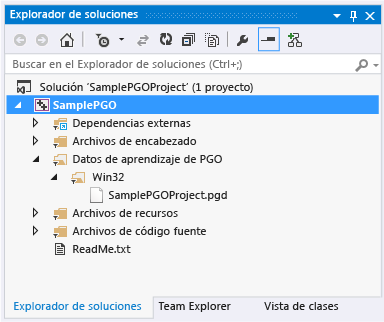 Explorador de soluciones
Buscar en el Explorador de soluciones (Ctrl+;)
Solución 'SamplePGOProject' (1 proyecto)
SamplePGO
Dependencias externas
Archivos de encabezado
Datos de aprendizaje de PGO
Win32
SamplePGOProject.pgd
Archivos de recursos
Archivos de código fuente
ReadMe.txt
Explorador de soluciones Team Explorer Vista de clases